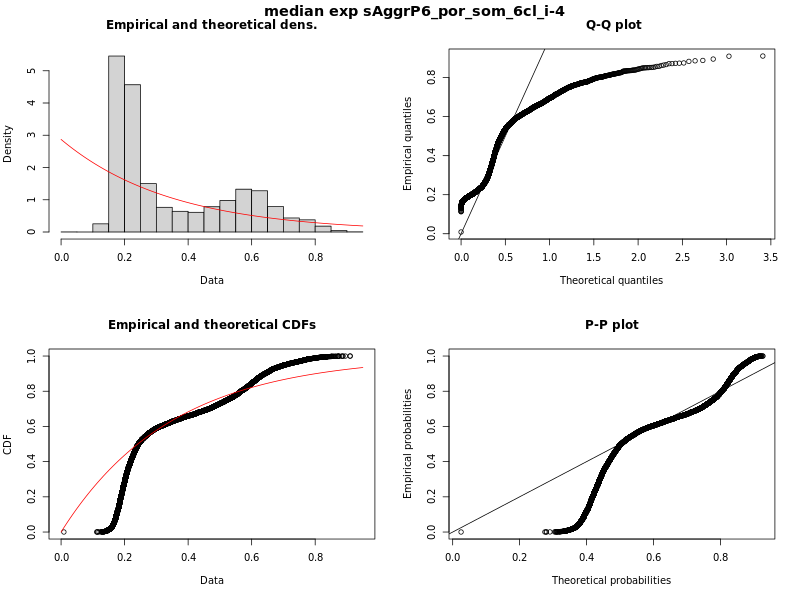 median exp sAggrP6_por_som_6cl_i-4
Empirical and theoretical dens.
Density
0 1 2 3 4 5
0.0 0.2 0.4 0.6 0.8
Data
Q-Q plot
Empirical quantiles
0.0 0.2 0.4 0.6 0.8
0.0 0.5 1.0 1.5 2.0 2.5 3.0 3.5
Theoretical quantiles
Empirical and theoretical CDFs
CDF
0.0 0.2 0.4 0.6 0.8 1.0
0.0 0.2 0.4 0.6 0.8
Data
P-P plot
Empirical probabilities
0.0 0.2 0.4 0.6 0.8 1.0
0.0 0.2 0.4 0.6 0.8
Theoretical probabilities